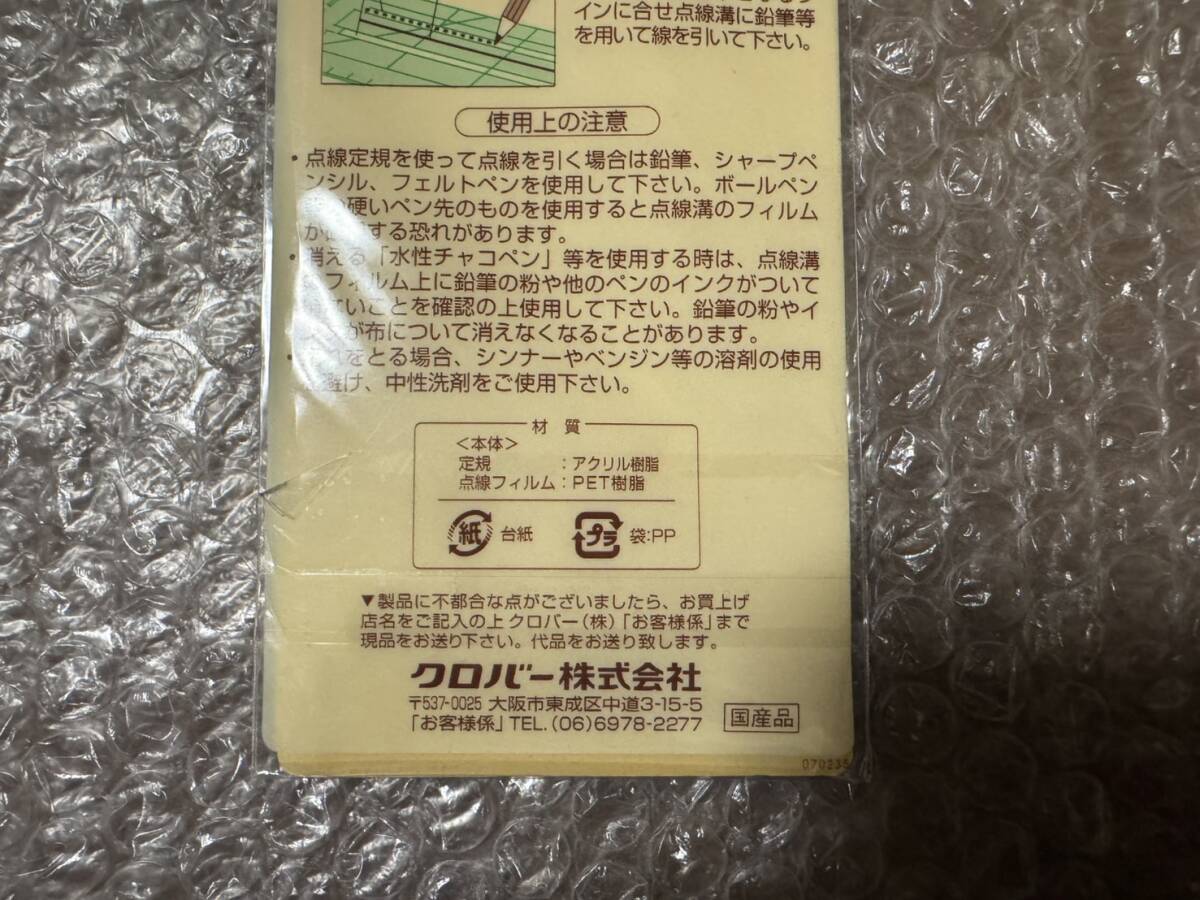 インに合せ点線溝に鉛筆等
を用いて線を引いて下さい。
使用上の注意
・点線定規を使って点線を引く場合は鉛筆、シャープペ
ンシル、フェルトペンを使用して下さい。ボールペン
硬いペン先のものを使用すると点線溝のフィルム
が する恐れがあります。
・消える「水性チャコペン」等を使用する時は、点線溝
フィルム上に鉛筆の粉や他のペンのインクがついて
いないことを確認の上使用して下さい。鉛筆の粉やイ
ンクが布について消えなくなることがあります。
・ をとる場合、シンナーやベンジン等の溶剤の使用
避け、中性洗剤をご使用下さい。
材質
<本体>
定規 :アクリル樹脂
点線フィルム:PET樹脂
紙 台紙 プラ 袋:PP
▼製品に不都合な点がございましたら、お買上げ
店名をご記入の上クロバー(株)「お客様係」まで
現品をお送り下さい。代品をお送り致します。
クロバー株式会社
〒537-0025 大阪市東成区中道3-15-5
「お客様係」TEL.(06)6978-2277
国産品
070235